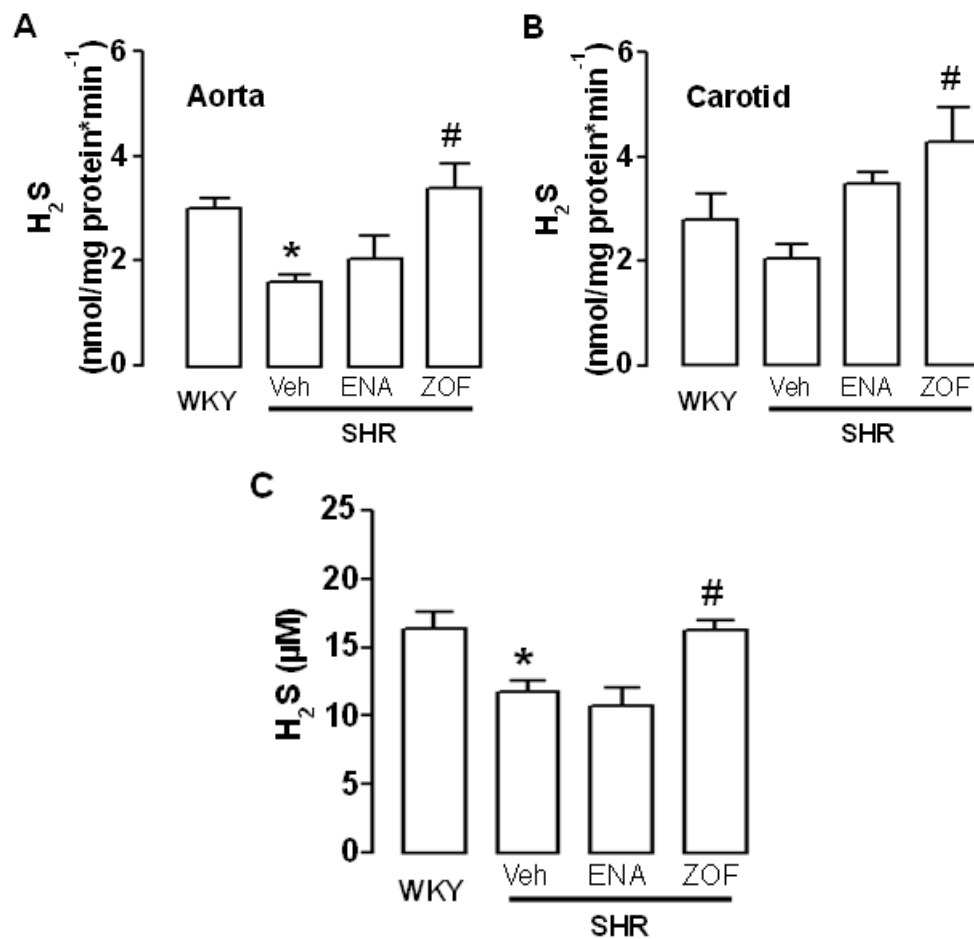 A
6
4
2
0
H₂S
(nmol/mg protein*min⁻¹)
Aorta
*
#
WKY
Veh ENA ZOF
SHR
B
6
4
2
0
H₂S
(nmol/mg protein*min⁻¹)
Carotid
#
WKY
Veh ENA ZOF
SHR
C
25
20
15
10
5
0
H₂S (µM)
*
#
WKY
Veh ENA ZOF
SHR